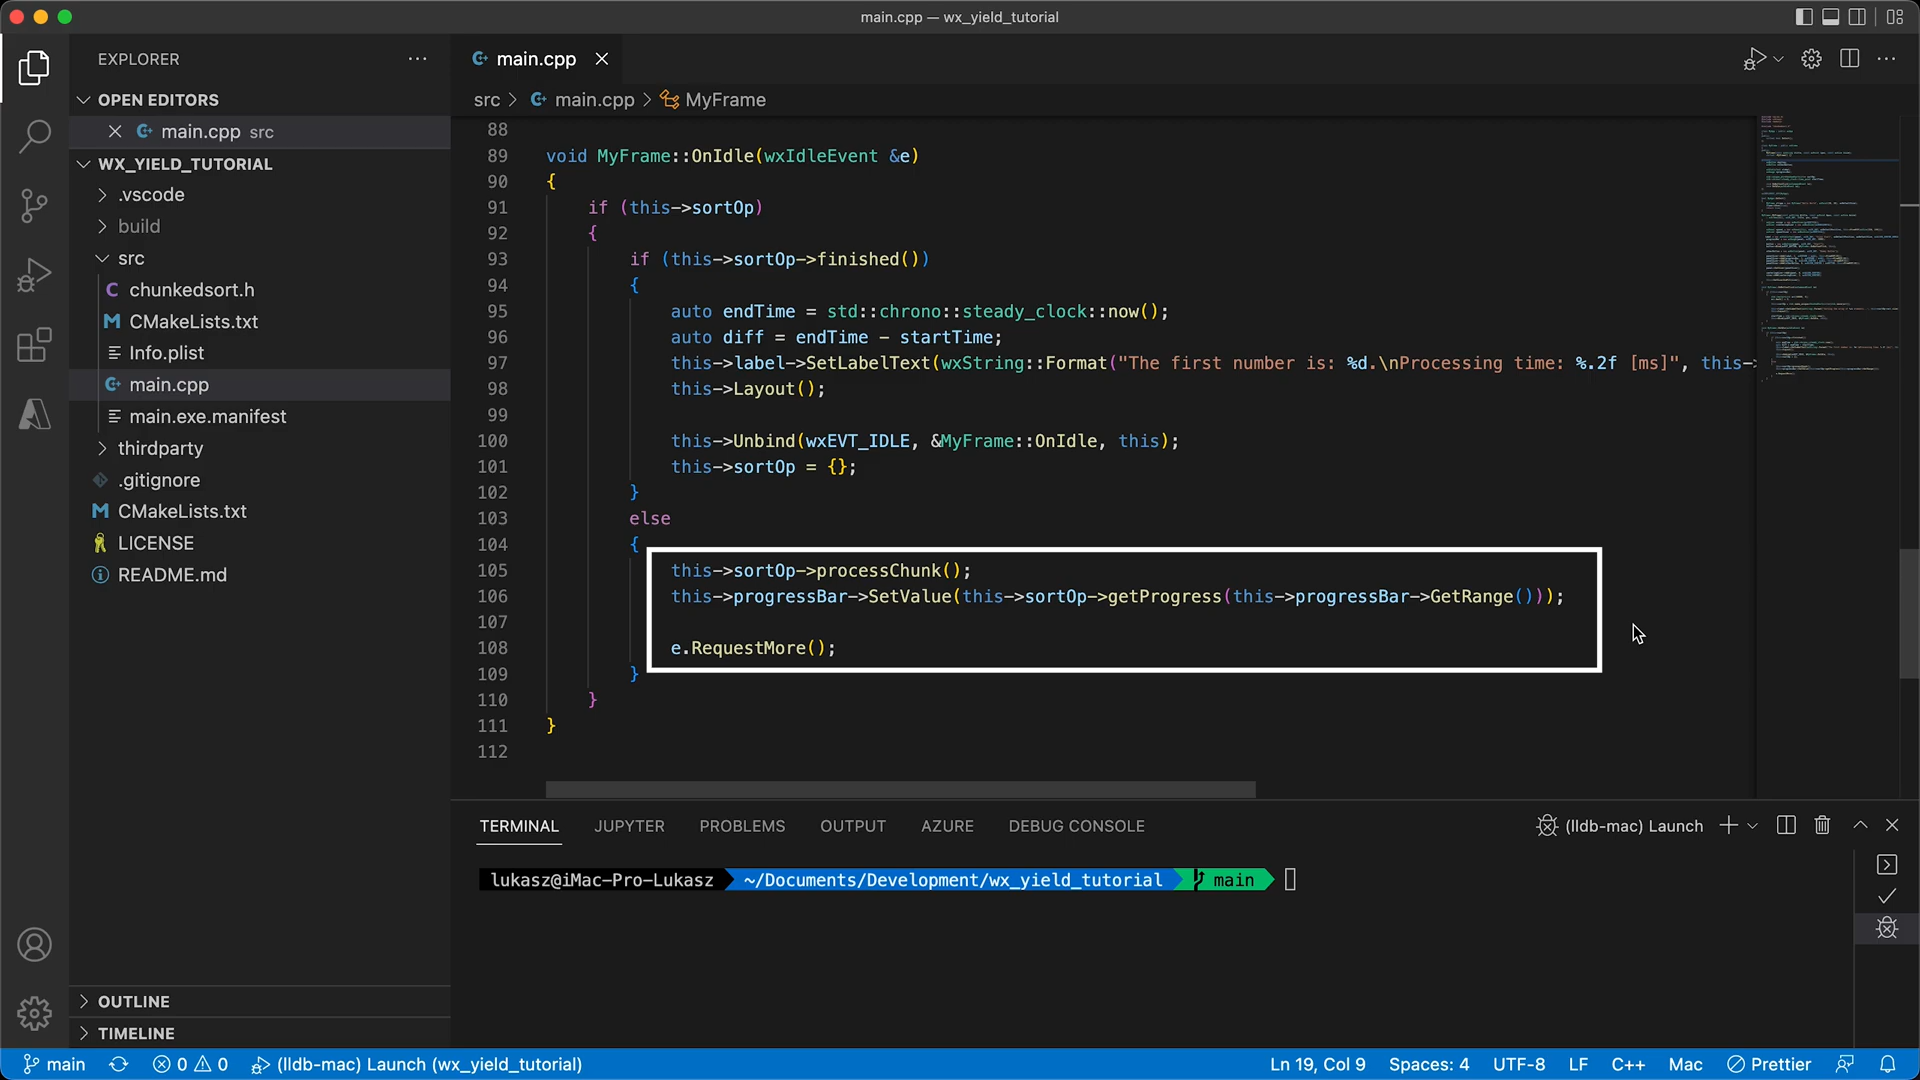 main.cpp — wx_yield_tutorial
EXPLORER
OPEN EDITORS
main.cpp src
WX_YIELD_TUTORIAL
.vscode
build
src
chunkedsort.h
CMakeLists.txt
Info.plist
main.cpp
main.exe.manifest
thirdparty
.gitignore
CMakeLists.txt
LICENSE
README.md
OUTLINE
TIMELINE
main.cpp
src > main.cpp > MyFrame
88
89 void MyFrame::OnIdle(wxIdleEvent &e)
90 {
91 if (this->sortOp)
92 {
93 if (this->sortOp->finished())
94 {
95 auto endTime = std::chrono::steady_clock::now();
96 auto diff = endTime - startTime;
97 this->label->SetLabelText(wxString::Format("The first number is: %d.\nProcessing time: %.2f [ms]", this->
98 this->Layout();
99
100 this->Unbind(wxEVT_IDLE, &MyFrame::OnIdle, this);
101 this->sortOp = {};
102 }
103 else
104 {
105 this->sortOp->processChunk();
106 this->progressBar->SetValue(this->sortOp->getProgress(this->progressBar->GetRange()));
107
108 e.RequestMore();
109 }
110 }
111 }
112
TERMINAL JUPYTER PROBLEMS OUTPUT AZURE DEBUG CONSOLE (lldb-mac) Launch
lukasz@iMac-Pro-Lukasz ~/Documents/Development/wx_yield_tutorial main
main 0 0 (lldb-mac) Launch (wx_yield_tutorial) Ln 19, Col 9 Spaces: 4 UTF-8 LF C++ Mac Prettier